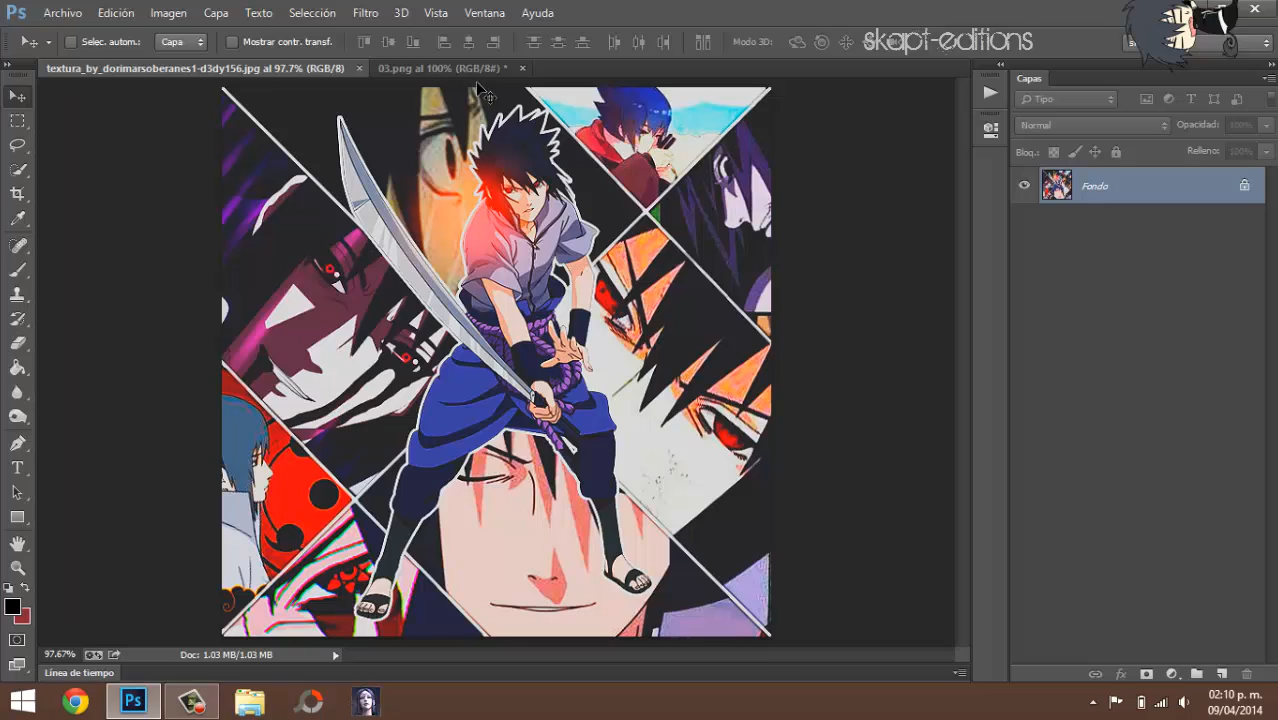 Ps Archivo Edición Imagen Capa Texto Selección Filtro 3D Vista Ventana Ayuda
Selec. autom.: Capa Mostrar contr. transf. Modo 3D:
skapt-editions
textura_by_dorimarsoberanes1-d3dy156.jpg al 97.7% (RGB/8) × 03.png al 100% (RGB/8#) * ×
Capas
Tipo
Normal Opacidad: 100%
Bloq.: Relleno: 100%
Fondo
97.67% Doc: 1.03 MB/1.03 MB
Línea de tiempo
Ps
02:10 p. m.
09/04/2014